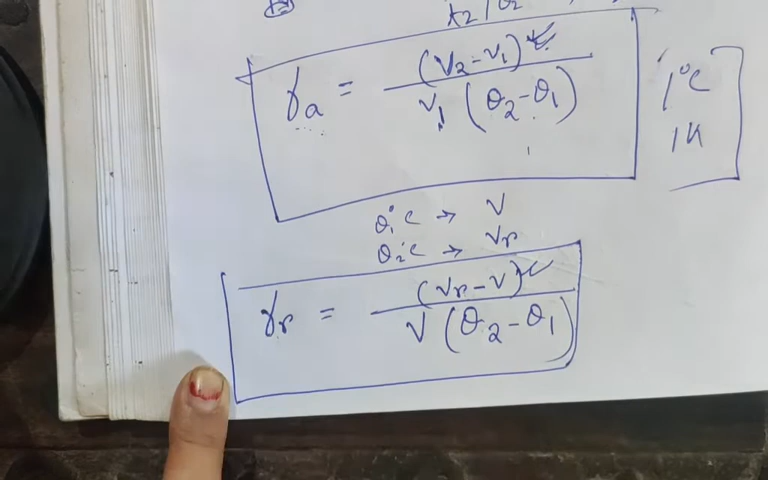 γa = (V2-V1) / V1 (θ2-θ1)
1°C
1K
θ1°C → V
θ2°C → Vr
γr = (Vr-V) / V (θ2-θ1)